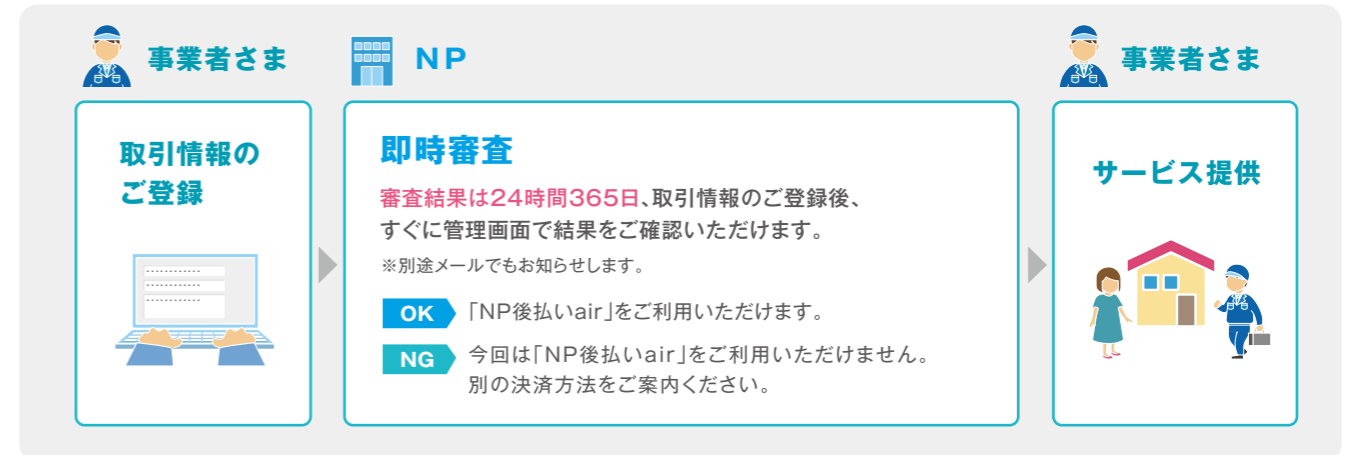 事業者さま
取引情報の
ご登録
NP
即時審査
審査結果は24時間365日、取引情報のご登録後、
すぐに管理画面で結果をご確認いただけます。
※別途メールでもお知らせします。
OK 「NP後払いair」をご利用いただけます。
NG 今回は「NP後払いair」をご利用いただけません。
別の決済方法をご案内ください。
事業者さま
サービス提供